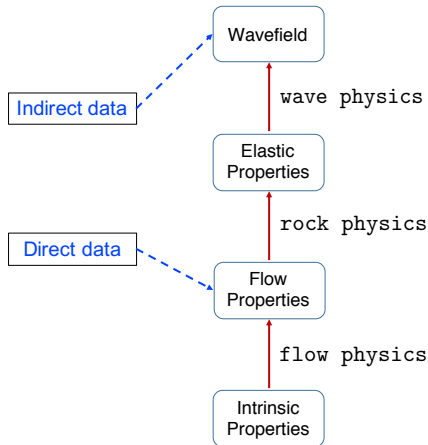 Wavefield
wave physics
Indirect data
Elastic
Properties
rock physics
Direct data
Flow
Properties
flow physics
Intrinsic
Properties